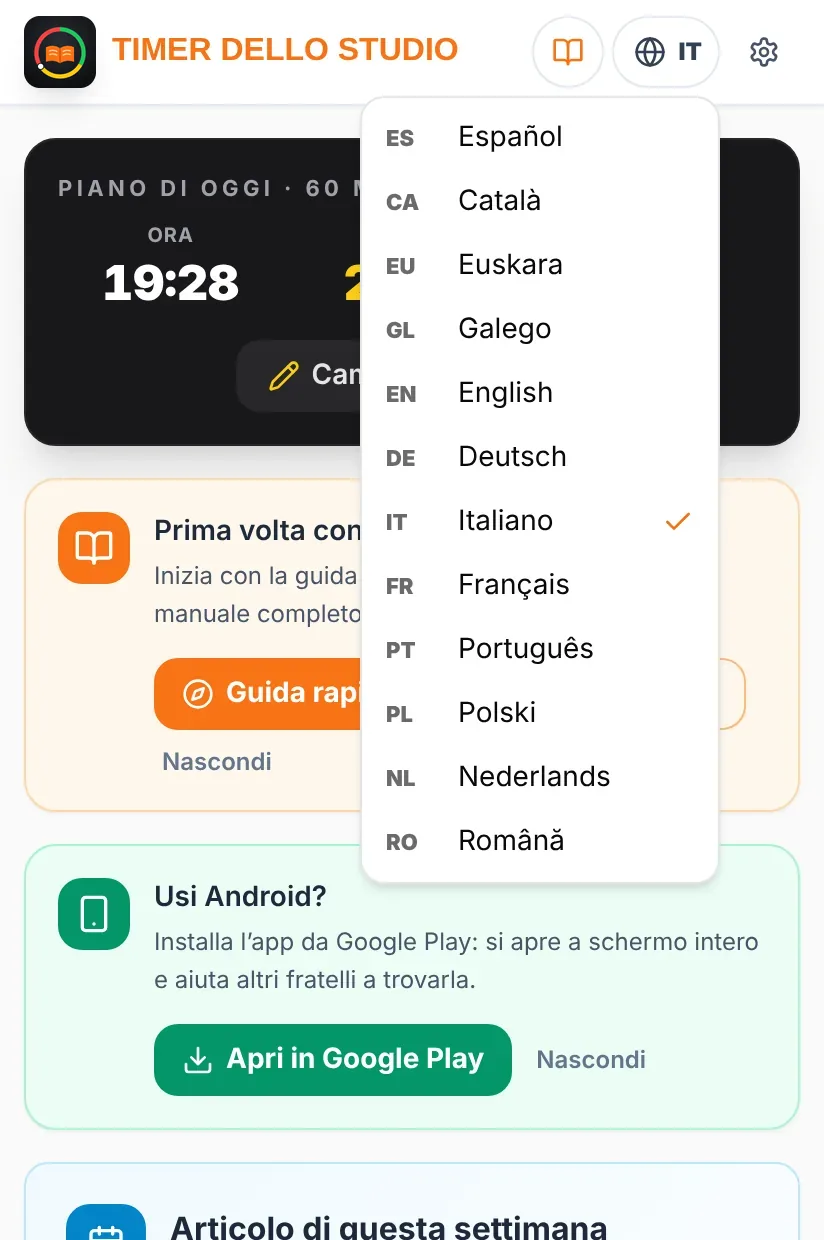 TIMER DELLO STUDIO
IT
PIANO DI OGGI · 60
ORA
19:28
ES Español
CA Català
EU Euskara
GL Galego
EN English
DE Deutsch
IT Italiano
FR Français
PT Português
PL Polski
NL Nederlands
RO Română
Prima volta con
Inizia con la guida
manuale completo
Guida rapi
Nascondi
Usi Android?
Installa l’app da Google Play: si apre a schermo intero
e aiuta altri fratelli a trovarla.
Apri in Google Play
Nascondi
Articolo di questa settimana